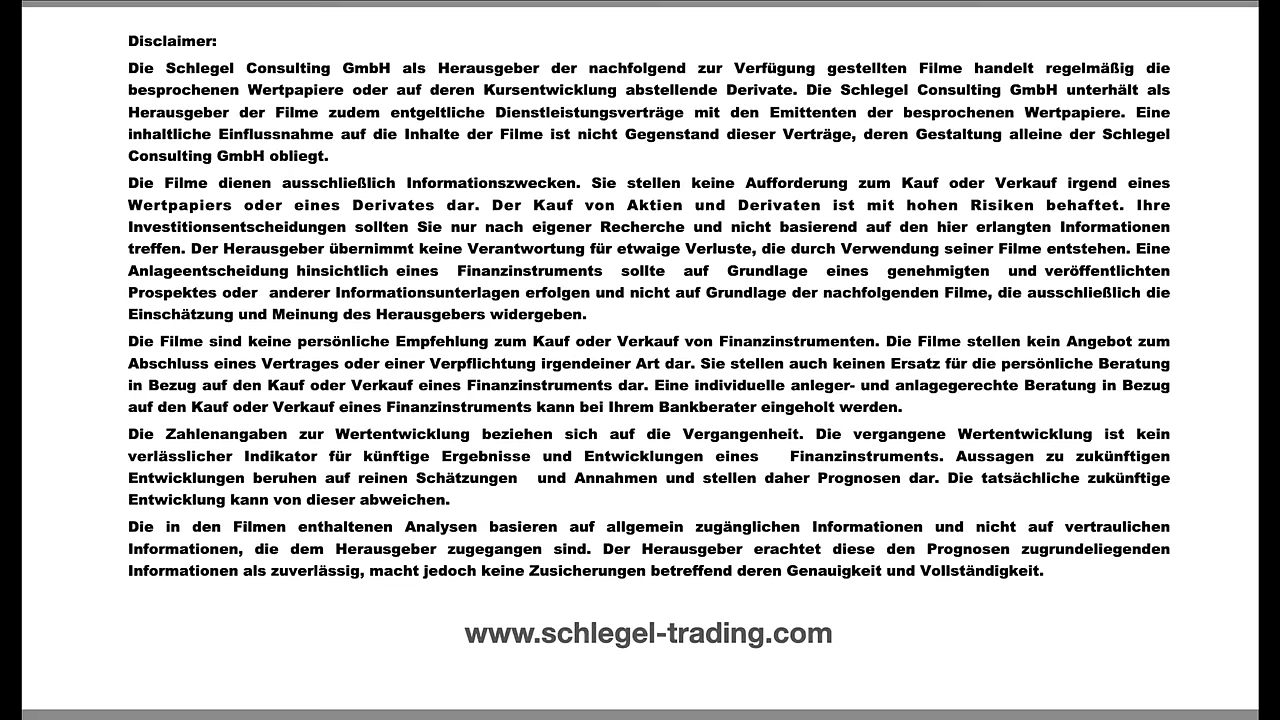 Disclaimer:
Die Schlegel Consulting GmbH als Herausgeber der nachfolgend zur Verfügung gestellten Filme handelt regelmäßig die
besprochenen Wertpapiere oder auf deren Kursentwicklung abstellende Derivate. Die Schlegel Consulting GmbH unterhält als
Herausgeber der Filme zudem entgeltliche Dienstleistungsverträge mit den Emittenten der besprochenen Wertpapiere. Eine
inhaltliche Einflussnahme auf die Inhalte der Filme ist nicht Gegenstand dieser Verträge, deren Gestaltung alleine der Schlegel
Consulting GmbH obliegt.
Die Filme dienen ausschließlich Informationszwecken. Sie stellen keine Aufforderung zum Kauf oder Verkauf irgend eines
Wertpapiers oder eines Derivates dar. Der Kauf von Aktien und Derivaten ist mit hohen Risiken behaftet. Ihre
Investitionsentscheidungen sollten Sie nur nach eigener Recherche und nicht basierend auf den hier erlangten Informationen
treffen. Der Herausgeber übernimmt keine Verantwortung für etwaige Verluste, die durch Verwendung seiner Filme entstehen. Eine
Anlageentscheidung hinsichtlich eines Finanzinstruments sollte auf Grundlage eines genehmigten und veröffentlichten
Prospektes oder anderer Informationsunterlagen erfolgen und nicht auf Grundlage der nachfolgenden Filme, die ausschließlich die
Einschätzung und Meinung des Herausgebers widergeben.
Die Filme sind keine persönliche Empfehlung zum Kauf oder Verkauf von Finanzinstrumenten. Die Filme stellen kein Angebot zum
Abschluss eines Vertrages oder einer Verpflichtung irgendeiner Art dar. Sie stellen auch keinen Ersatz für die persönliche Beratung
in Bezug auf den Kauf oder Verkauf eines Finanzinstruments dar. Eine individuelle anleger- und anlagegerechte Beratung in Bezug
auf den Kauf oder Verkauf eines Finanzinstruments kann bei Ihrem Bankberater eingeholt werden.
Die Zahlenangaben zur Wertentwicklung beziehen sich auf die Vergangenheit. Die vergangene Wertentwicklung ist kein
verlässlicher Indikator für künftige Ergebnisse und Entwicklungen eines Finanzinstruments. Aussagen zu zukünftigen
Entwicklungen beruhen auf reinen Schätzungen und Annahmen und stellen daher Prognosen dar. Die tatsächliche zukünftige
Entwicklung kann von dieser abweichen.
Die in den Filmen enthaltenen Analysen basieren auf allgemein zugänglichen Informationen und nicht auf vertraulichen
Informationen, die dem Herausgeber zugegangen sind. Der Herausgeber erachtet diese den Prognosen zugrundeliegenden
Informationen als zuverlässig, macht jedoch keine Zusicherungen betreffend deren Genauigkeit und Vollständigkeit.
www.schlegel-trading.com